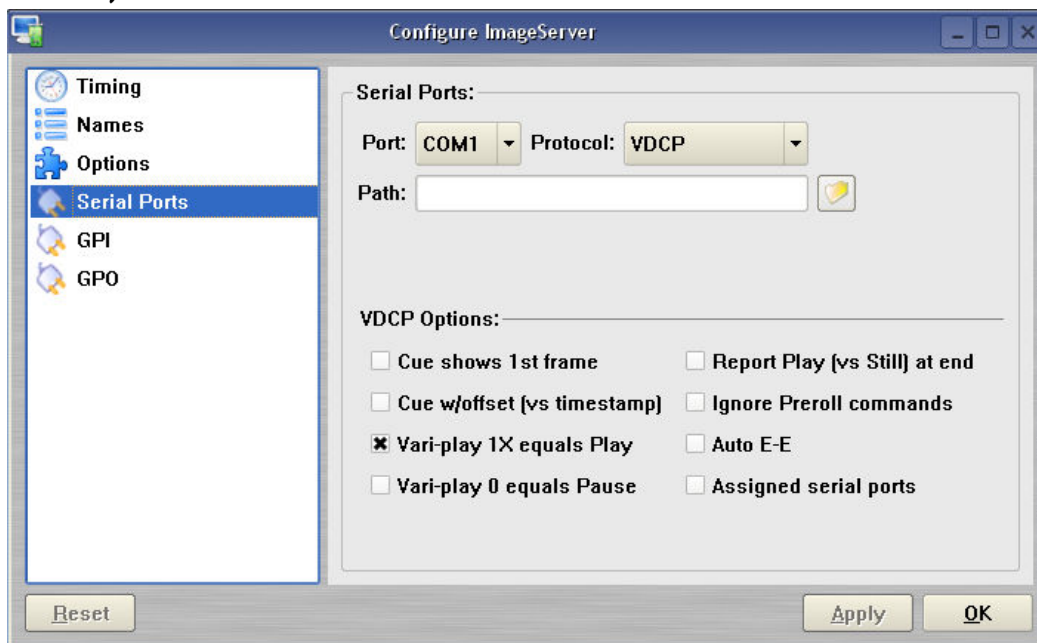 Configure ImageServer
Timing
Names
Options
Serial Ports
GPI
GPO
Serial Ports:
Port: COM1 Protocol: VDCP
Path:
VDCP Options:
Cue shows 1st frame
Report Play (vs Still) at end
Cue w/offset (vs timestamp)
Ignore Preroll commands
Vari-play 1X equals Play
Auto E-E
Vari-play 0 equals Pause
Assigned serial ports
Reset
Apply
OK